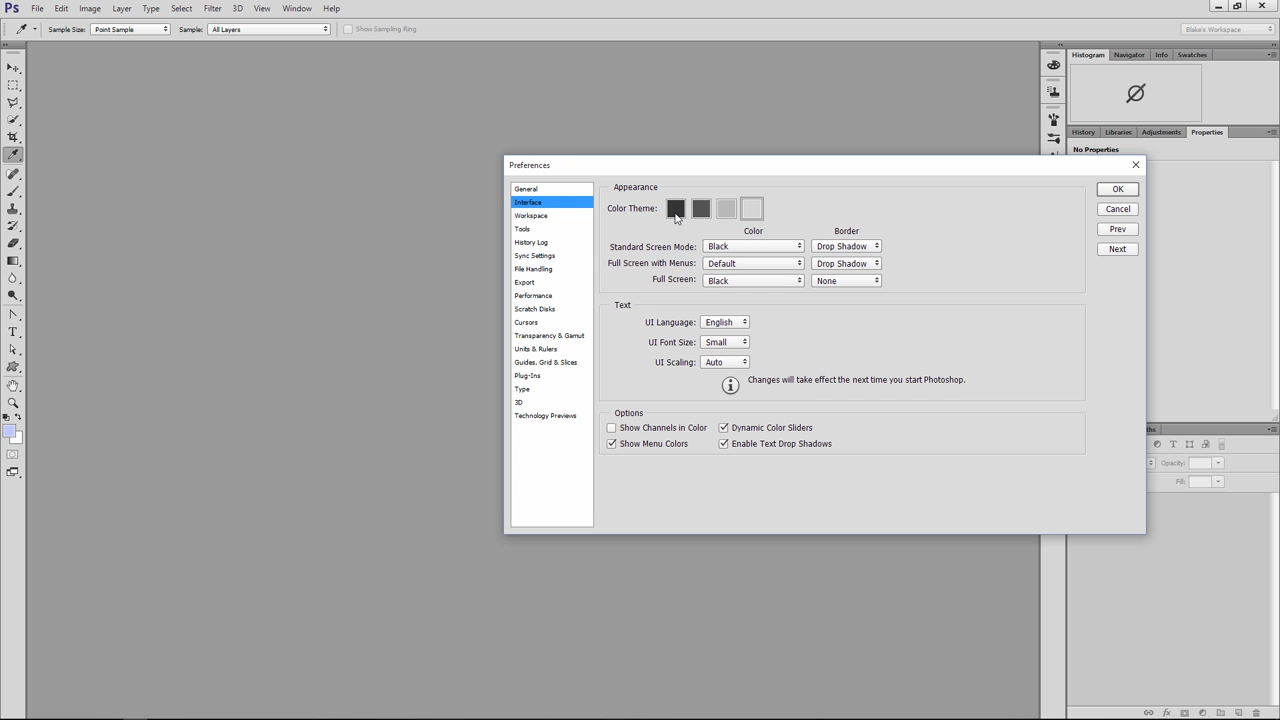 Ps File Edit Image Layer Type Select Filter 3D View Window Help
Sample Size: Point Sample Sample: All Layers Show Sampling Ring Blake's Workspace
Histogram Navigator Info Swatches
History Libraries Adjustments Properties
No Properties
Preferences
General
Interface
Workspace
Tools
History Log
Sync Settings
File Handling
Export
Performance
Scratch Disks
Cursors
Transparency & Gamut
Units & Rulers
Guides, Grid & Slices
Plug-Ins
Type
3D
Technology Previews
Appearance
Color Theme:
Color Border
Standard Screen Mode: Black Drop Shadow
Full Screen with Menus: Default Drop Shadow
Full Screen: Black None
Text
UI Language: English
UI Font Size: Small
UI Scaling: Auto
Changes will take effect the next time you start Photoshop.
Options
Show Channels in Color Dynamic Color Sliders
Show Menu Colors Enable Text Drop Shadows
OK
Cancel
Prev
Next
Opacity:
Fill: